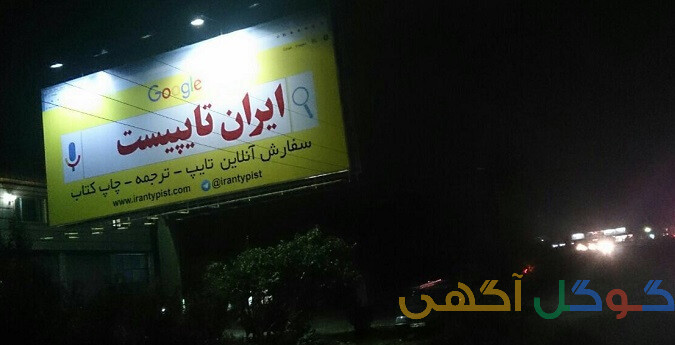 Google
ایران تایپیست
سفارش آنلاین تایپ - ترجمه - چاپ کتاب
www.irantypist.com @irantypist
گوگل آگهی